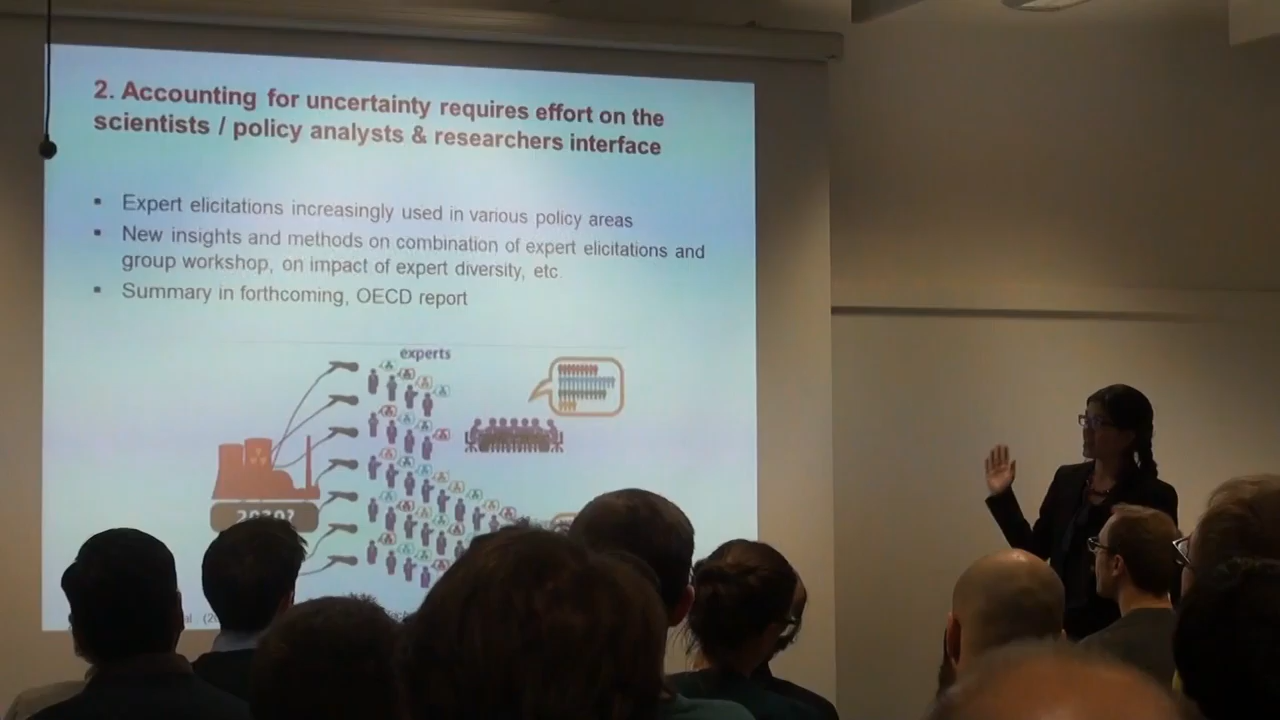 2. Accounting for uncertainty requires effort on the
scientists / policy analysts & researchers interface
▪ Expert elicitations increasingly used in various policy areas
▪ New insights and methods on combination of expert elicitations and
group workshop, on impact of expert diversity, etc.
▪ Summary in forthcoming, OECD report
experts
2030?